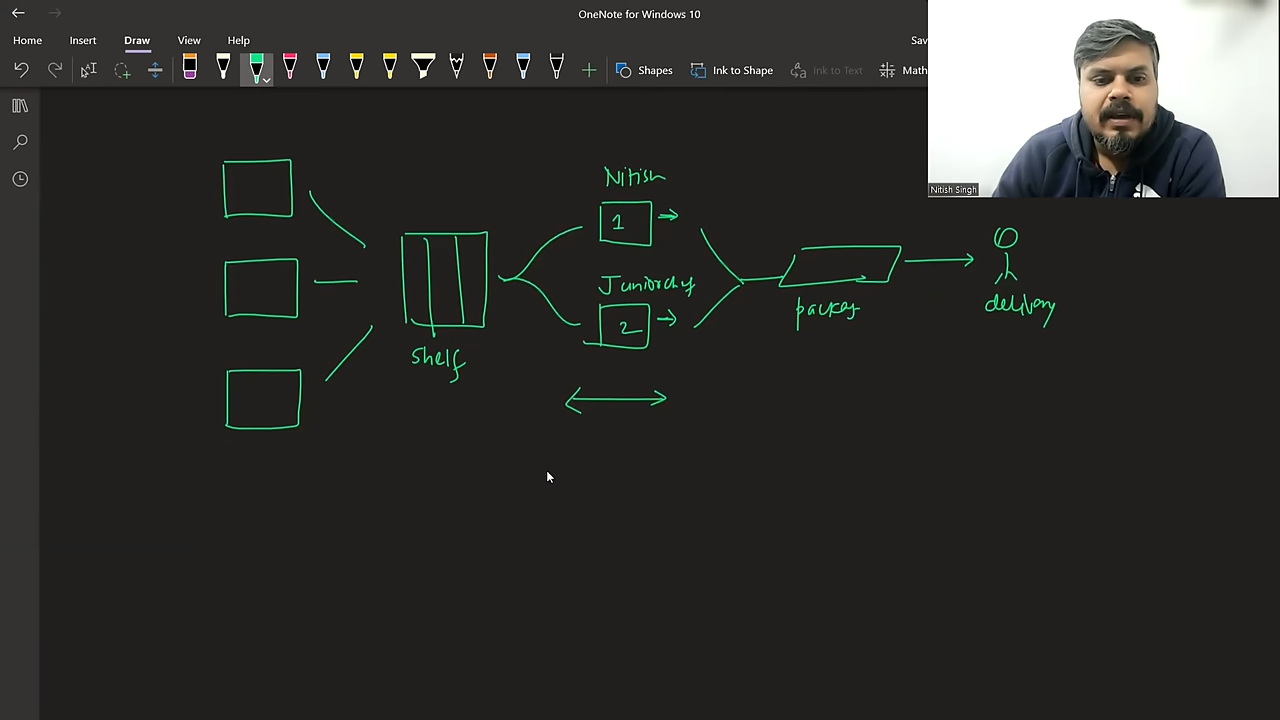 OneNote for Windows 10
Home Insert Draw View Help
Shapes Ink to Shape Ink to Text Math
Nitish Singh
Nitish
1
Junior chef
2
shelf
delivery